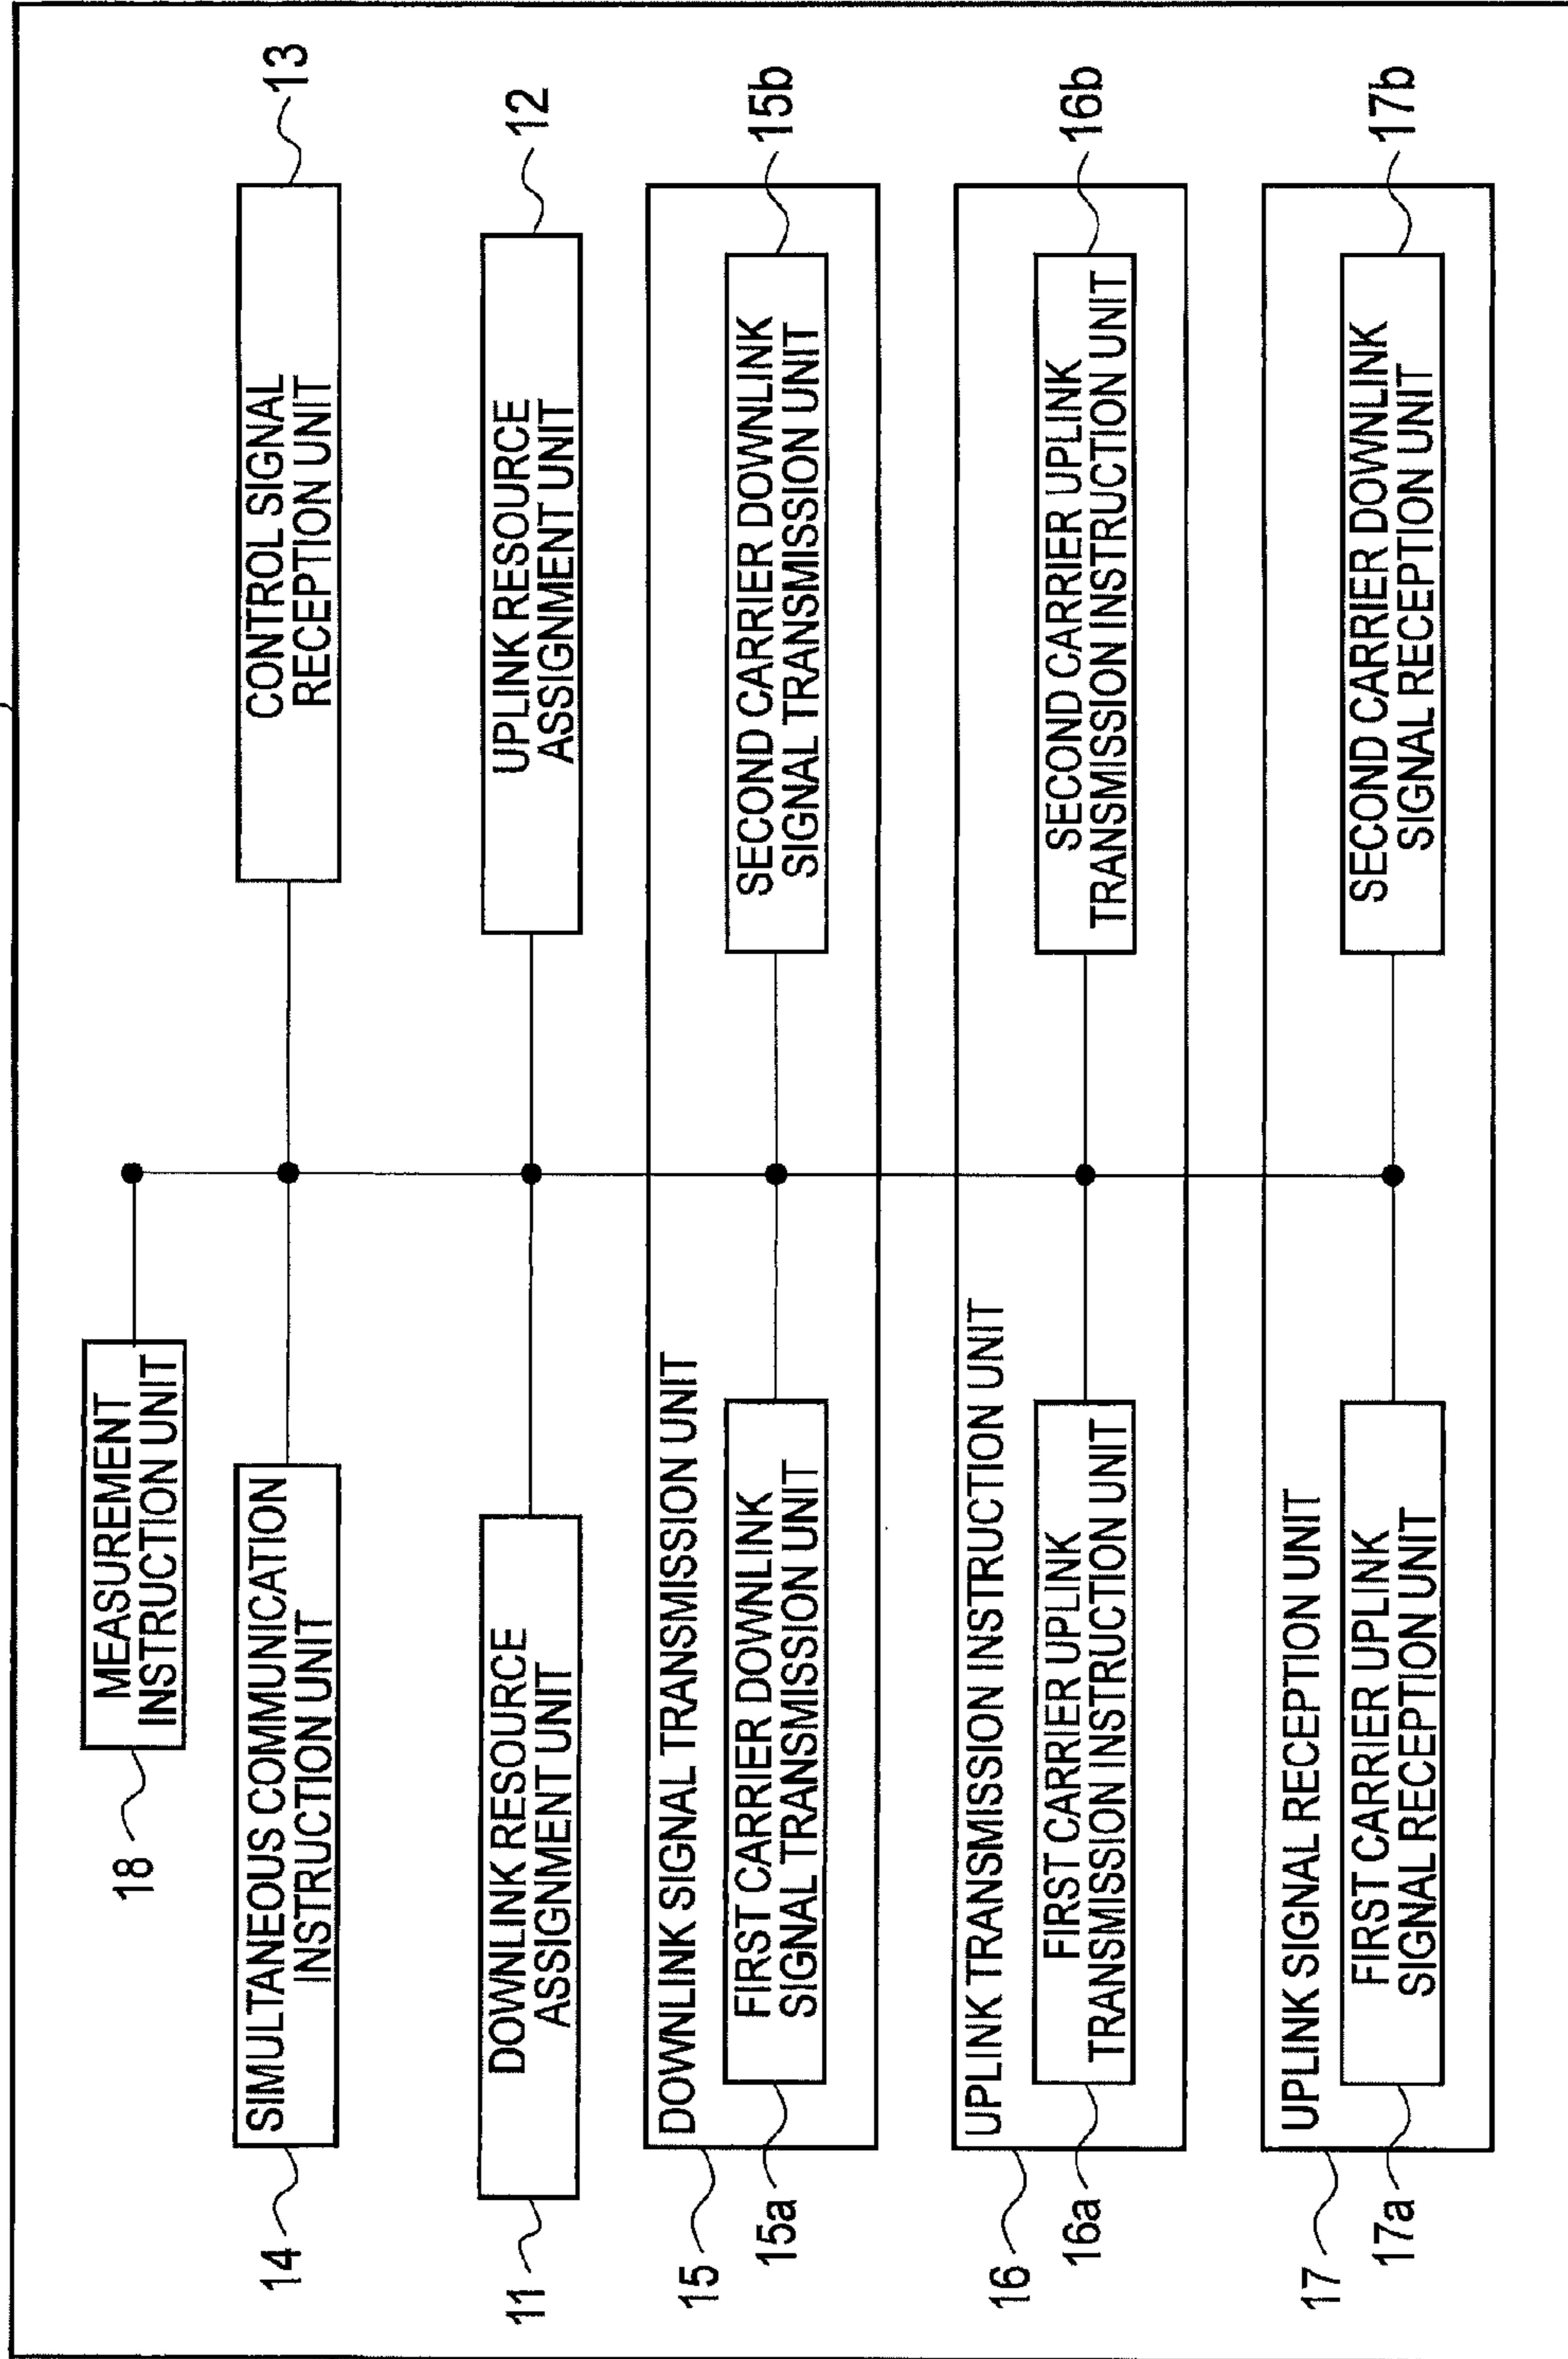 18
MEASUREMENT
INSTRUCTION UNIT
14
SIMULTANEOUS COMMUNICATION
INSTRUCTION UNIT
CONTROL SIGNAL
RECEPTION UNIT
13
11
DOWNLINK RESOURCE
ASSIGNMENT UNIT
UPLINK RESOURCE
ASSIGNMENT UNIT
12
15
DOWNLINK SIGNAL TRANSMISSION UNIT
15a
FIRST CARRIER DOWNLINK
SIGNAL TRANSMISSION UNIT
SECOND CARRIER DOWNLINK
SIGNAL TRANSMISSION UNIT
15b
16
UPLINK TRANSMISSION INSTRUCTION UNIT
16a
FIRST CARRIER UPLINK
TRANSMISSION INSTRUCTION UNIT
SECOND CARRIER UPLINK
TRANSMISSION INSTRUCTION UNIT
16b
17
UPLINK SIGNAL RECEPTION UNIT
17a
FIRST CARRIER UPLINK
SIGNAL RECEPTION UNIT
SECOND CARRIER DOWNLINK
SIGNAL RECEPTION UNIT
17b